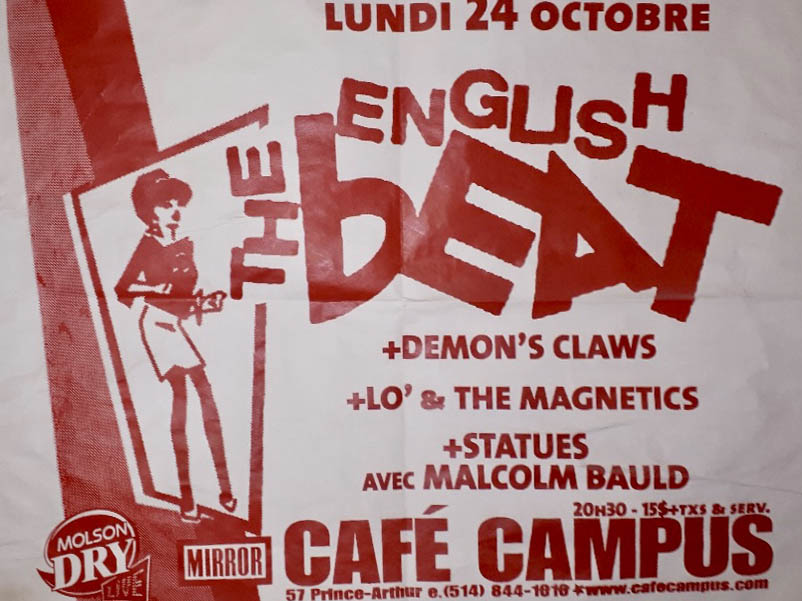 LUNDI 24 OCTOBRE
THE ENGLISH BEAT
+DEMON'S CLAWS
+LO' & THE MAGNETICS
+STATUES
AVEC MALCOLM BAULD
20H30 - 15$+TXS & SERV.
MOLSON
DRY
LIVE
MIRROR
CAFÉ CAMPUS
57 Prince-Arthur e.(514) 844-1010 ★www.cafecampus.com